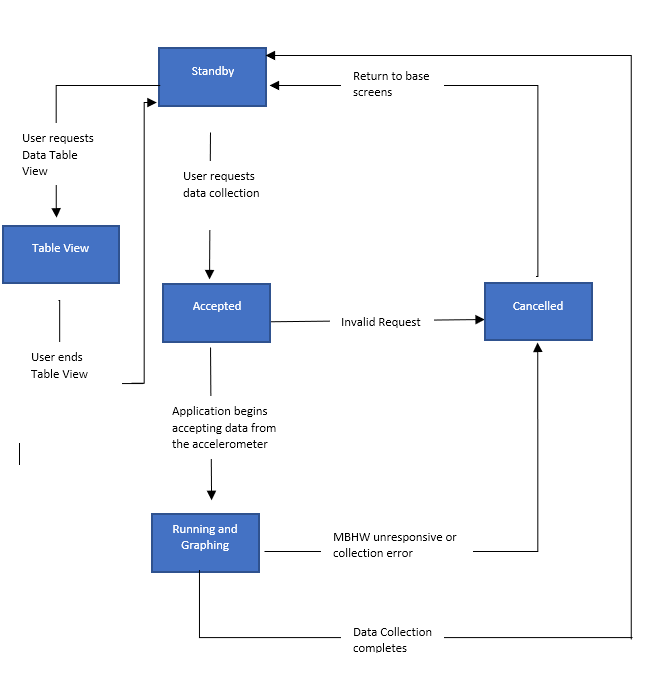 Standby
Return to base
screens
User requests
Data Table
View
User requests
data collection
Table View
Accepted
Invalid Request
Cancelled
User ends
Table View
Application begins
accepting data from
the accelerometer
Running and
Graphing
MBHW unresponsive or
collection error
Data Collection
completes